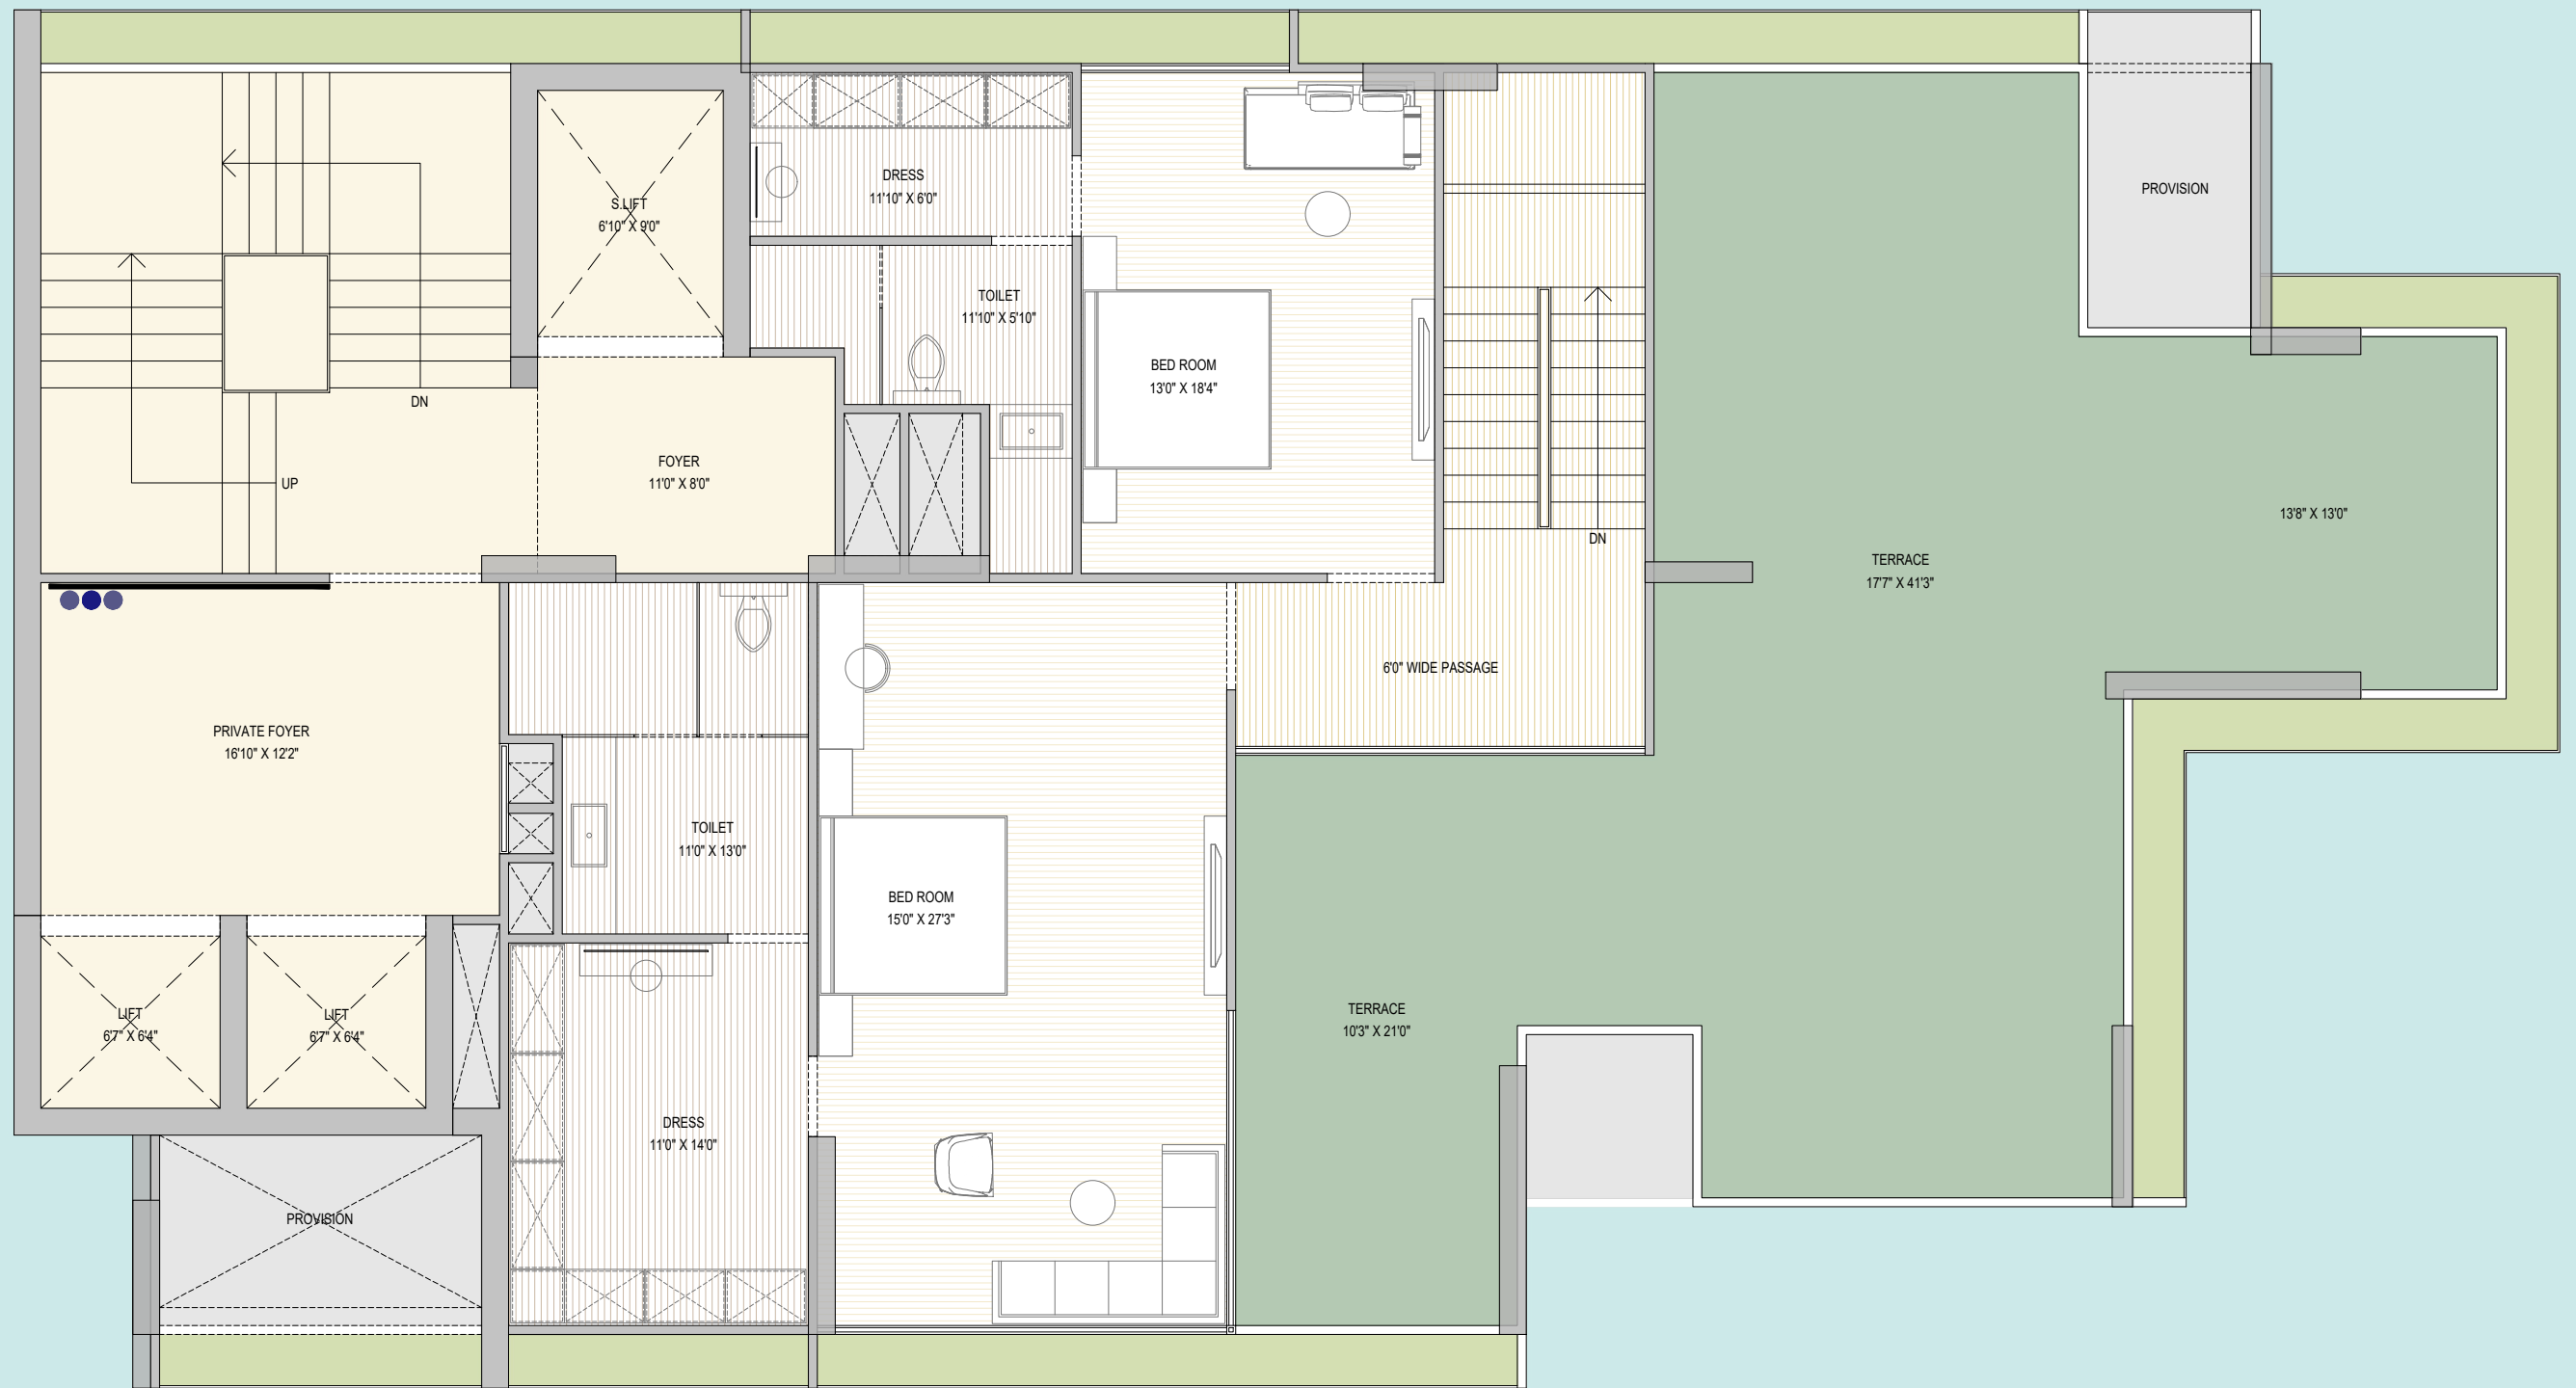 PROVISION
DRESS
11'10" X 6'0"
S.LIFT
6'10" X 9'0"
TOILET
11'10" X 5'10"
BED ROOM
13'0" X 18'4"
DN
FOYER
11'0" X 8'0"
UP
13'8" X 13'0"
DN
TERRACE
17'7" X 41'3"
6'0" WIDE PASSAGE
PRIVATE FOYER
16'10" X 12'2"
TOILET
11'0" X 13'0"
BED ROOM
15'0" X 27'3"
LIFT
6'7" X 6'4"
LIFT
6'7" X 6'4"
TERRACE
10'3" X 21'0"
DRESS
11'0" X 14'0"
PROVISION